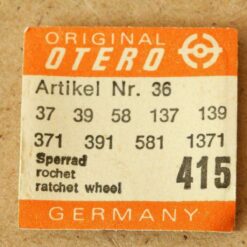 ORIGINAL
OTERO
Artikel Nr. 36
37 39 58 137 139
371 391 581 1371
Sperrad
rochet
ratchet wheel
415
GERMANY